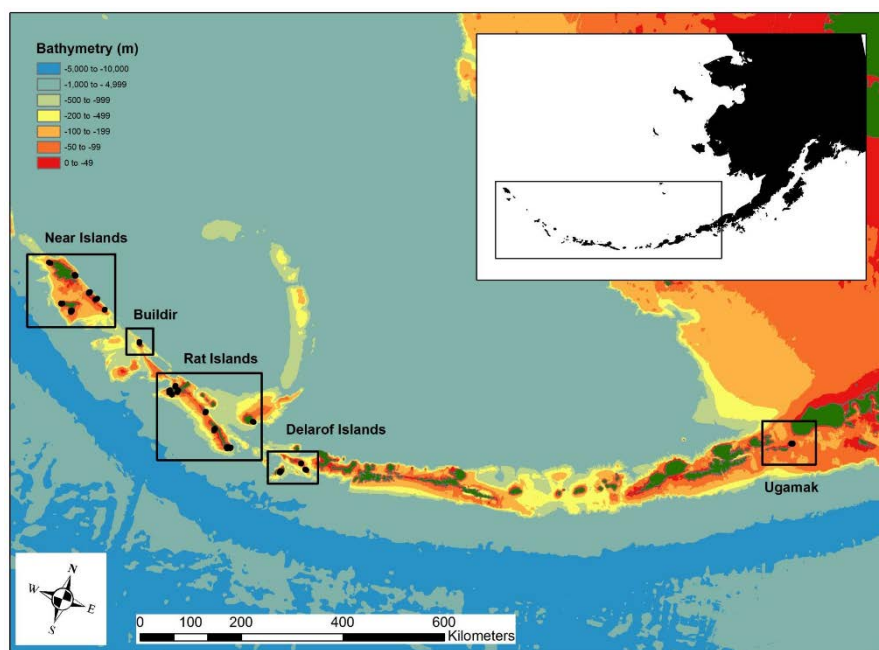 Bathymetry (m)
-5,000 to -10,000
-1,000 to - 4,999
-500 to -999
-200 to -499
-100 to -199
-50 to -99
0 to -49
Near Islands
Buildir
Rat Islands
Delarof Islands
Ugamak
N
W
E
S
0 100 200 400 600
Kilometers